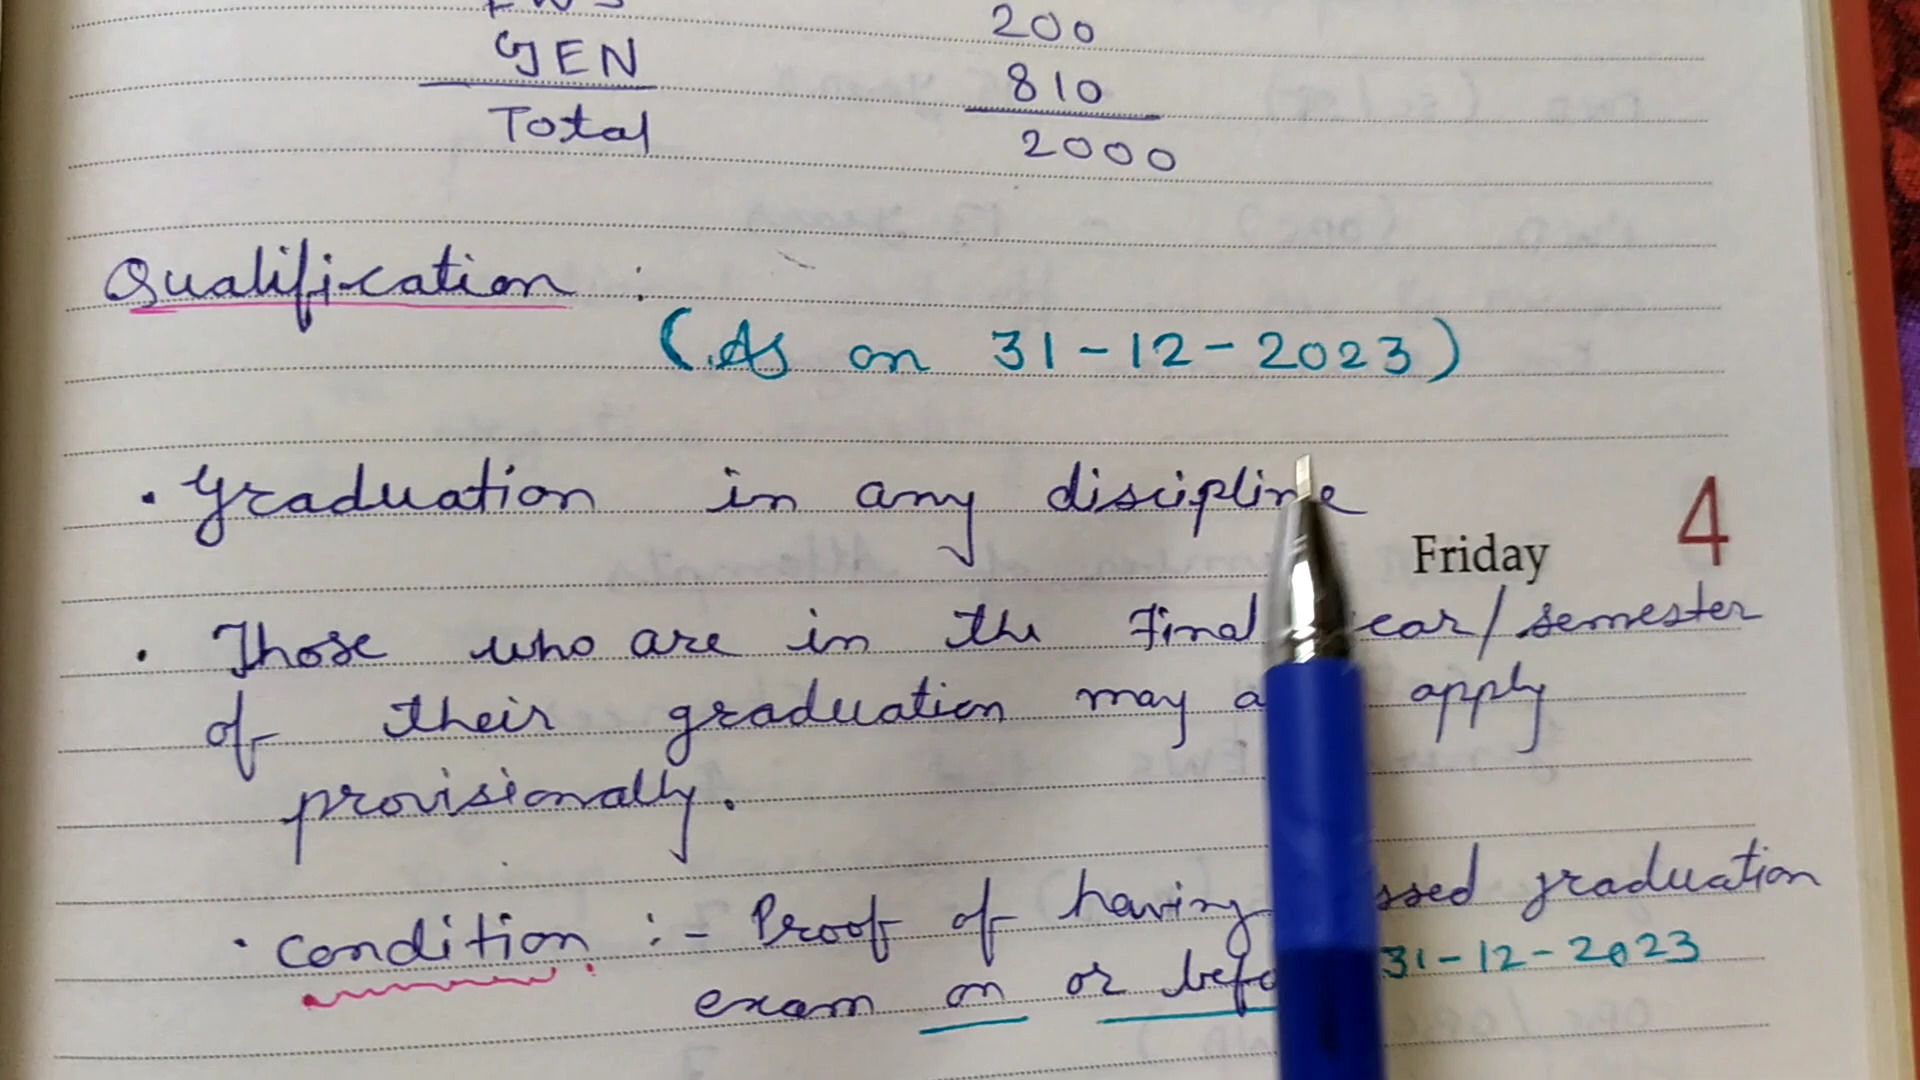 200
GEN 810
Total 2000
Qualification :
(As on 31-12-2023)
• Graduation in any discipline
Friday 4
• Those who are in the Final year/semester
of their graduation may apply
provisionally.
• Condition :- Proof of having graduation
exam on or 31-12-2023